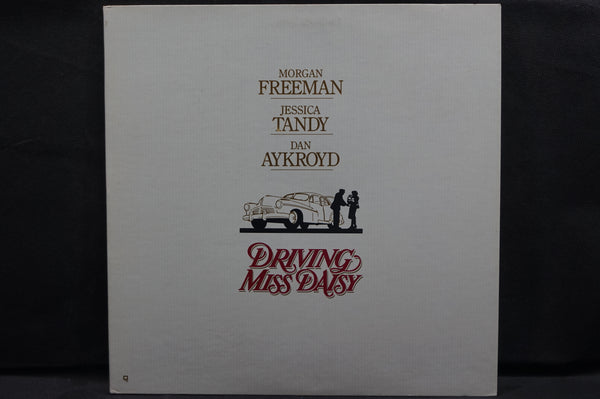 MORGAN
FREEMAN
JESSICA
TANDY
DAN
AYKROYD
DRIVING
MISS DAISY